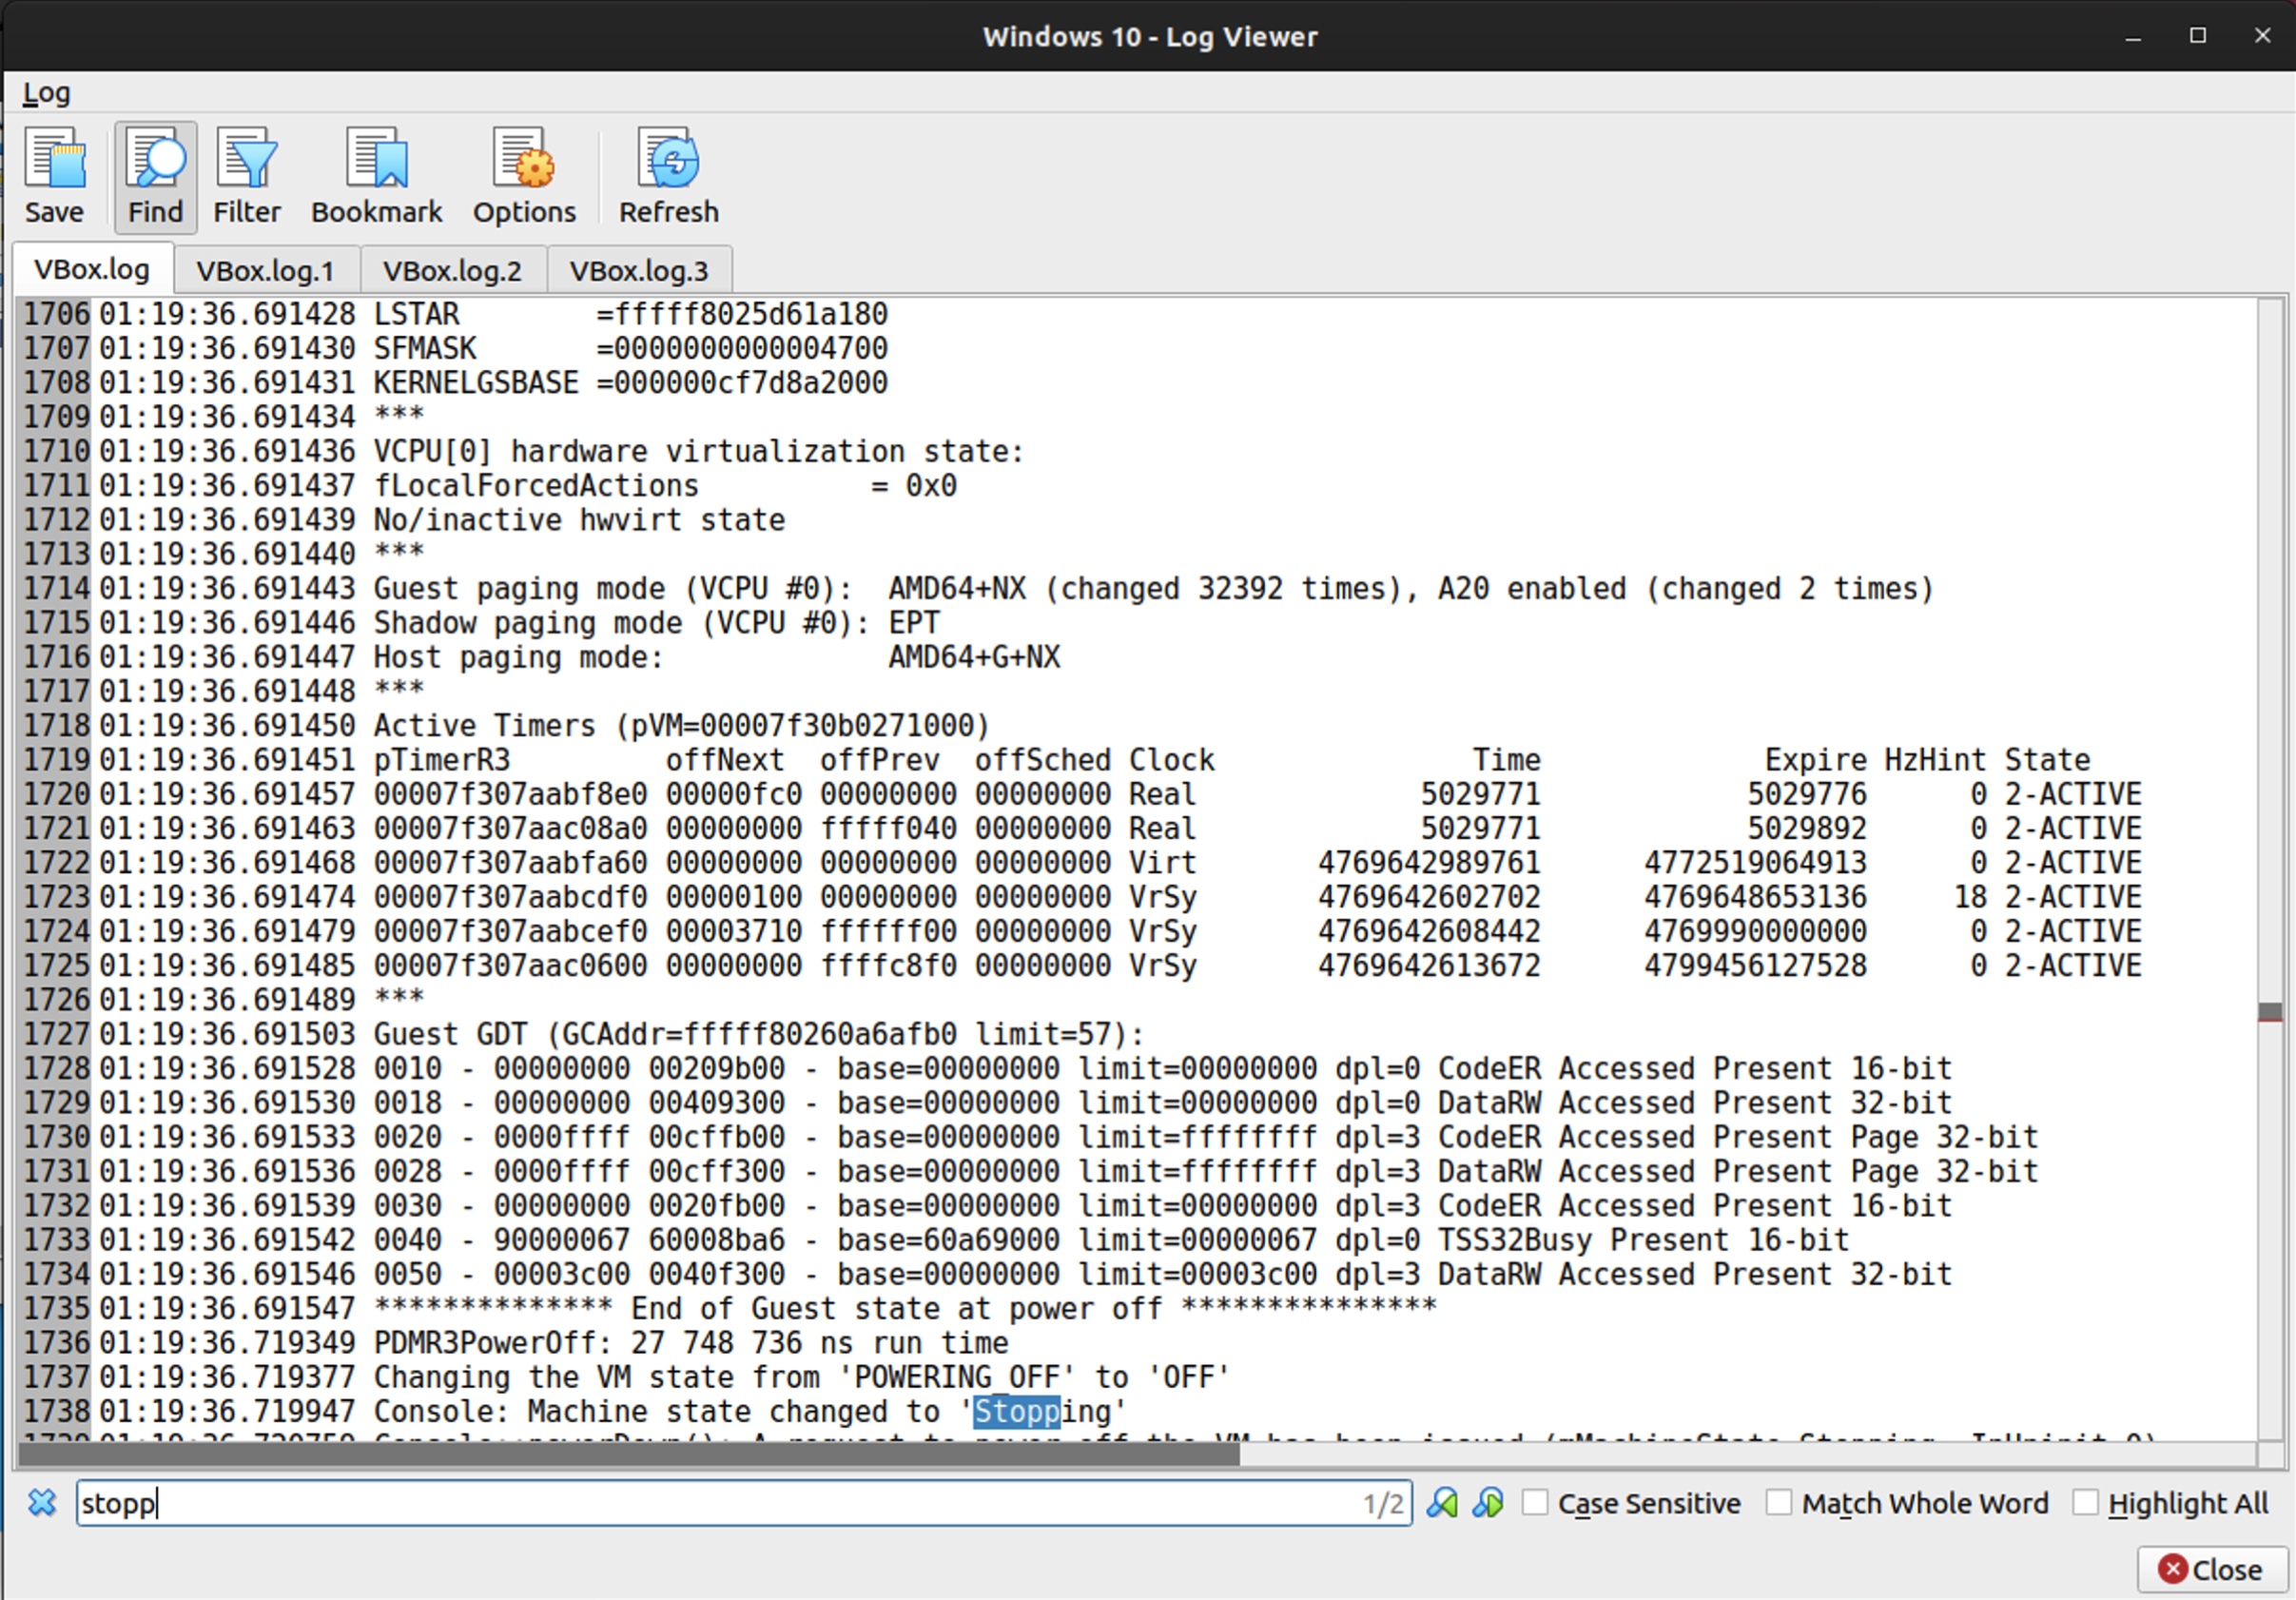 Windows 10 - Log Viewer
Log
Save Find Filter Bookmark Options Refresh
VBox.log VBox.log.1 VBox.log.2 VBox.log.3
1706 01:19:36.691428 LSTAR =fffff8025d61a180
1707 01:19:36.691430 SFMASK =0000000000004700
1708 01:19:36.691431 KERNELGSBASE =000000cf7d8a2000
1709 01:19:36.691434 ***
1710 01:19:36.691436 VCPU[0] hardware virtualization state:
1711 01:19:36.691437 fLocalForcedActions = 0x0
1712 01:19:36.691439 No/inactive hwvirt state
1713 01:19:36.691440 ***
1714 01:19:36.691443 Guest paging mode (VCPU #0): AMD64+NX (changed 32392 times), A20 enabled (changed 2 times)
1715 01:19:36.691446 Shadow paging mode (VCPU #0): EPT
1716 01:19:36.691447 Host paging mode: AMD64+G+NX
1717 01:19:36.691448 ***
1718 01:19:36.691450 Active Timers (pVM=00007f30b0271000)
1719 01:19:36.691451 pTimerR3 offNext offPrev offSched Clock Time Expire HzHint State
1720 01:19:36.691457 00007f307aabf8e0 00000fc0 00000000 00000000 Real 5029771 5029776 0 2-ACTIVE
1721 01:19:36.691463 00007f307aac08a0 00000000 fffff040 00000000 Real 5029771 5029892 0 2-ACTIVE
1722 01:19:36.691468 00007f307aabfa60 00000000 00000000 00000000 Virt 4769642989761 4772519064913 0 2-ACTIVE
1723 01:19:36.691474 00007f307aabcdf0 00000100 00000000 00000000 VrSy 4769642602702 4769648653136 18 2-ACTIVE
1724 01:19:36.691479 00007f307aabcef0 00003710 ffffff00 00000000 VrSy 4769642608442 4769990000000 0 2-ACTIVE
1725 01:19:36.691485 00007f307aac0600 00000000 ffffc8f0 00000000 VrSy 4769642613672 4799456127528 0 2-ACTIVE
1726 01:19:36.691489 ***
1727 01:19:36.691503 Guest GDT (GCAddr=fffff80260a6afb0 limit=57):
1728 01:19:36.691528 0010 - 00000000 00209b00 - base=00000000 limit=00000000 dpl=0 CodeER Accessed Present 16-bit
1729 01:19:36.691530 0018 - 00000000 00409300 - base=00000000 limit=00000000 dpl=0 DataRW Accessed Present 32-bit
1730 01:19:36.691533 0020 - 0000ffff 00cffb00 - base=00000000 limit=ffffffff dpl=3 CodeER Accessed Present Page 32-bit
1731 01:19:36.691536 0028 - 0000ffff 00cff300 - base=00000000 limit=ffffffff dpl=3 DataRW Accessed Present Page 32-bit
1732 01:19:36.691539 0030 - 00000000 0020fb00 - base=00000000 limit=00000000 dpl=3 CodeER Accessed Present 16-bit
1733 01:19:36.691542 0040 - 90000067 60008ba6 - base=60a69000 limit=00000067 dpl=0 TSS32Busy Present 16-bit
1734 01:19:36.691546 0050 - 00003c00 0040f300 - base=00000000 limit=00003c00 dpl=3 DataRW Accessed Present 32-bit
1735 01:19:36.691547 ************** End of Guest state at power off ***************
1736 01:19:36.719349 PDMR3PowerOff: 27 748 736 ns run time
1737 01:19:36.719377 Changing the VM state from 'POWERING_OFF' to 'OFF'
1738 01:19:36.719947 Console: Machine state changed to 'Stopping'
stopp 1/2 Case Sensitive Match Whole Word Highlight All
Close